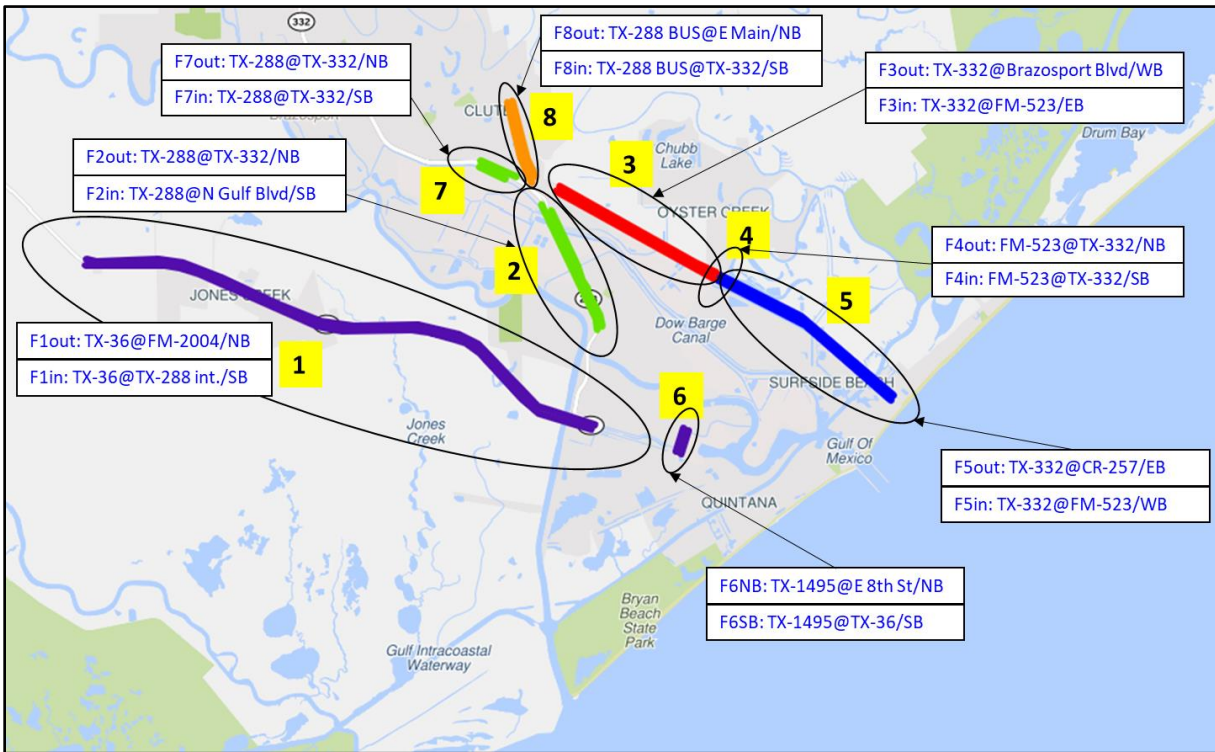 332
F8out: TX-288 BUS@E Main/NB
F8in: TX-288 BUS@TX-332/SB
F7out: TX-288@TX-332/NB
F7in: TX-288@TX-332/SB
F3out: TX-332@Brazosport Blvd/WB
F3in: TX-332@FM-523/EB
CLUTE
8
Drum Bay
F2out: TX-288@TX-332/NB
F2in: TX-288@N Gulf Blvd/SB
Chubb
Lake
3
7
OYSTER CREEK
4
F4out: FM-523@TX-332/NB
F4in: FM-523@TX-332/SB
2
5
JONES CREEK
Dow Barge
Canal
F1out: TX-36@FM-2004/NB
F1in: TX-36@TX-288 int./SB
1
SURFSIDE BEACH
6
Jones
Creek
Gulf Of
Mexico
F5out: TX-332@CR-257/EB
F5in: TX-332@FM-523/WB
QUINTANA
F6NB: TX-1495@E 8th St/NB
F6SB: TX-1495@TX-36/SB
Bryan
Beach
State
Park
Gulf Intracoastal
Waterway